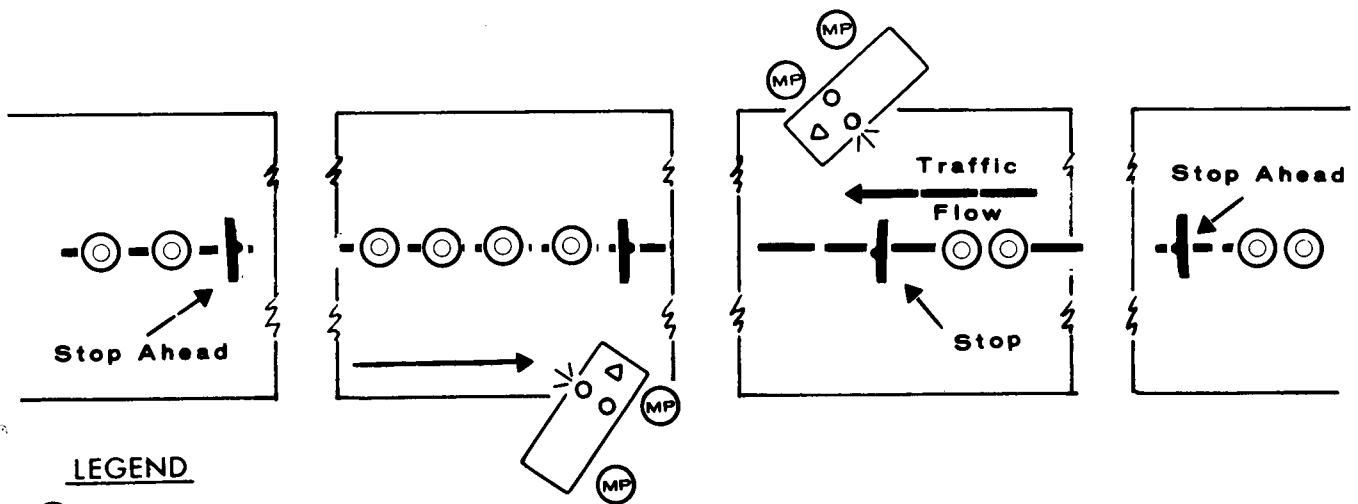 MP
MP
Traffic
Flow
Stop Ahead
Stop Ahead
Stop
MP
MP
LEGEND